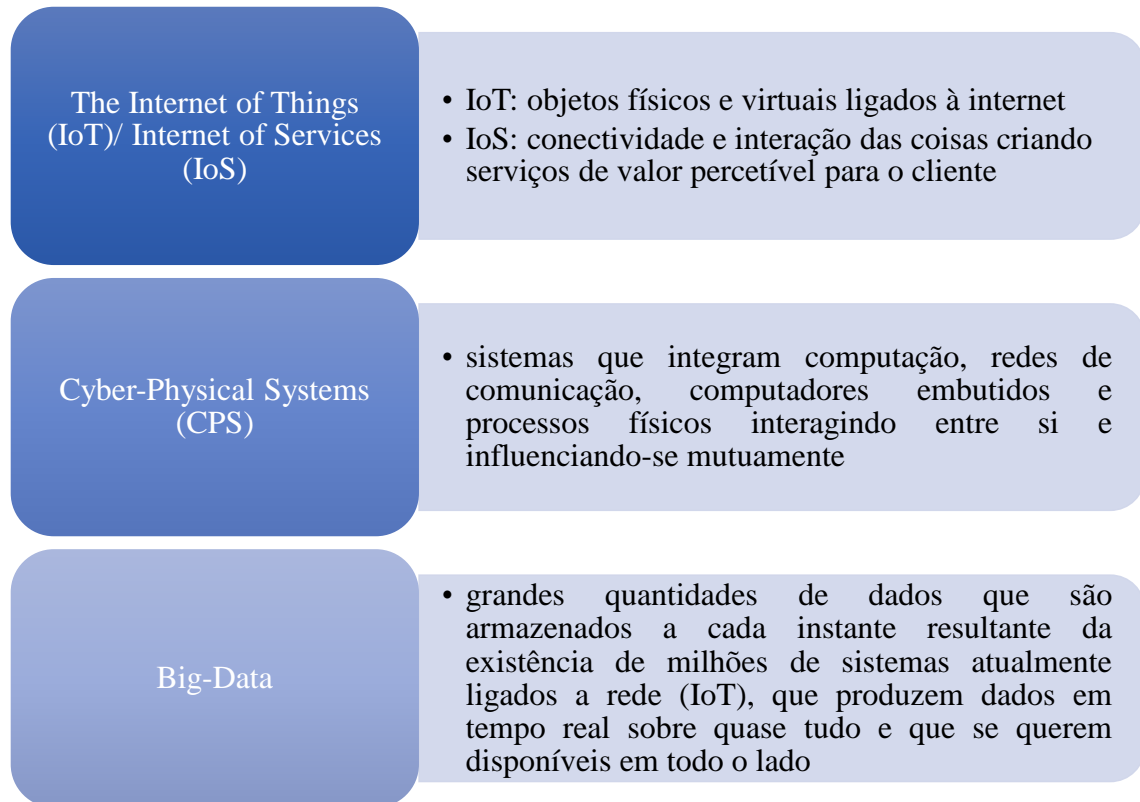 The Internet of Things
(IoT)/ Internet of Services
(IoS)
• IoT: objetos físicos e virtuais ligados à internet
• IoS: conectividade e interação das coisas criando
serviços de valor percetível para o cliente
Cyber-Physical Systems
(CPS)
• sistemas que integram computação, redes de
comunicação, computadores embutidos e
processos físicos interagindo entre si e
influenciando-se mutuamente
Big-Data
• grandes quantidades de dados que são
armazenados a cada instante resultante da
existência de milhões de sistemas atualmente
ligados a rede (IoT), que produzem dados em
tempo real sobre quase tudo e que se querem
disponíveis em todo o lado